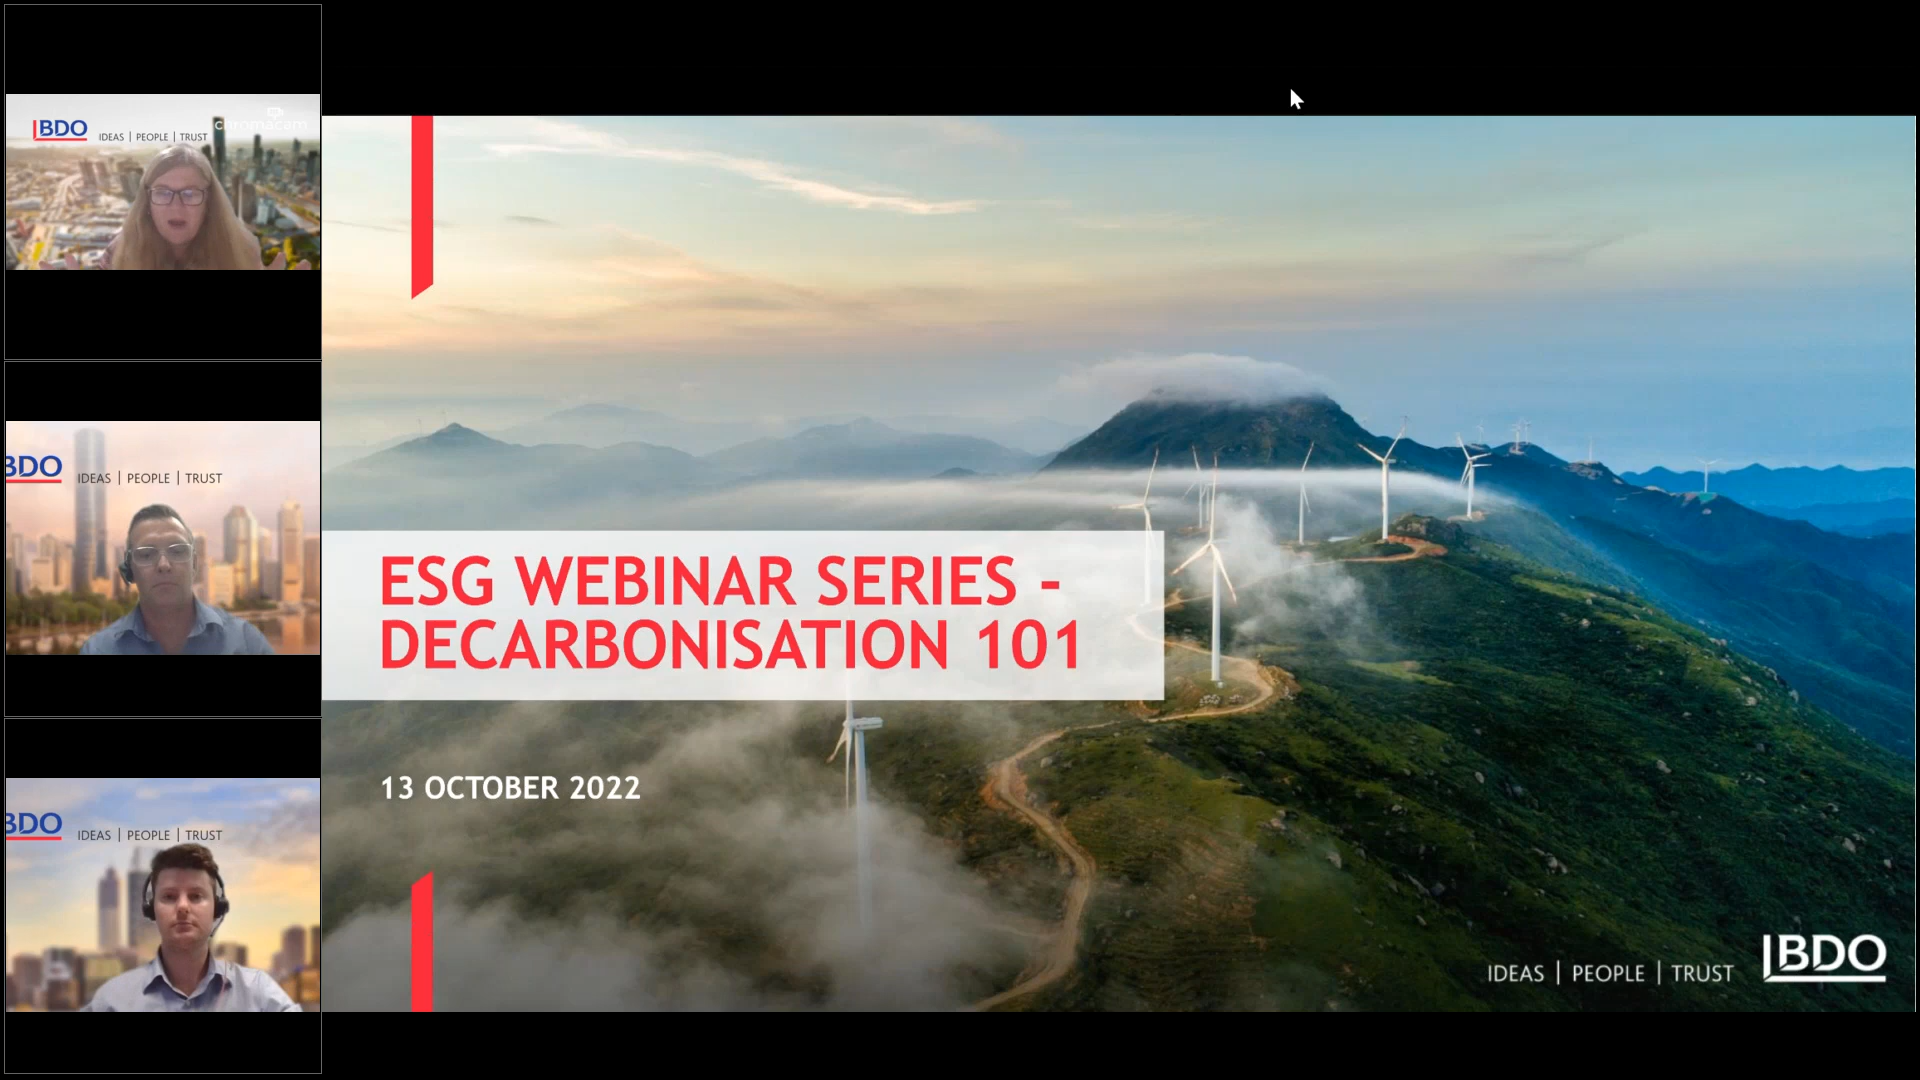 BDO IDEAS | PEOPLE | TRUST
chromacam
BDO IDEAS | PEOPLE | TRUST
BDO IDEAS | PEOPLE | TRUST
ESG WEBINAR SERIES -
DECARBONISATION 101
13 OCTOBER 2022
IDEAS | PEOPLE | TRUST BDO